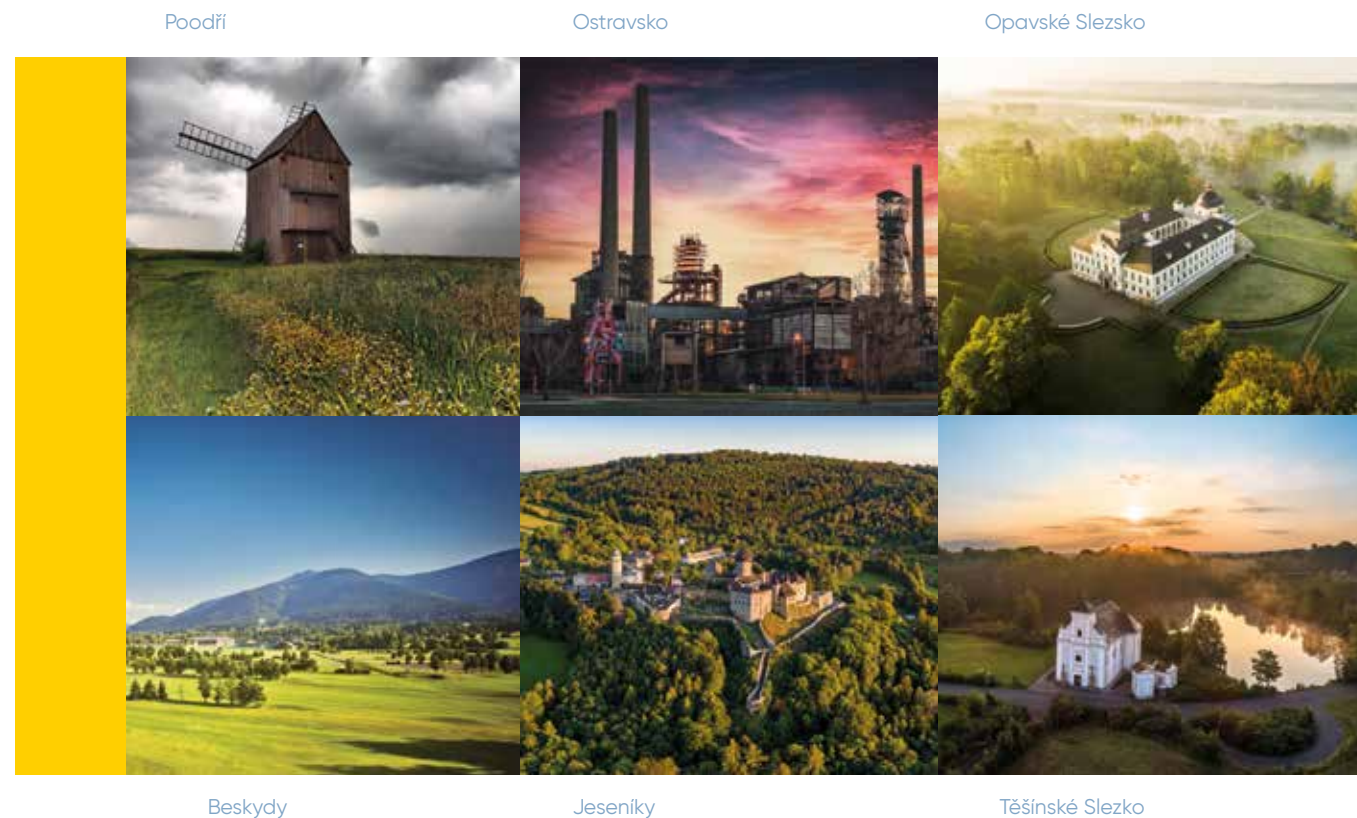 Poodří
Ostravsko
Opavské Slezsko
Beskydy
Jeseníky
Těšínské Slezko